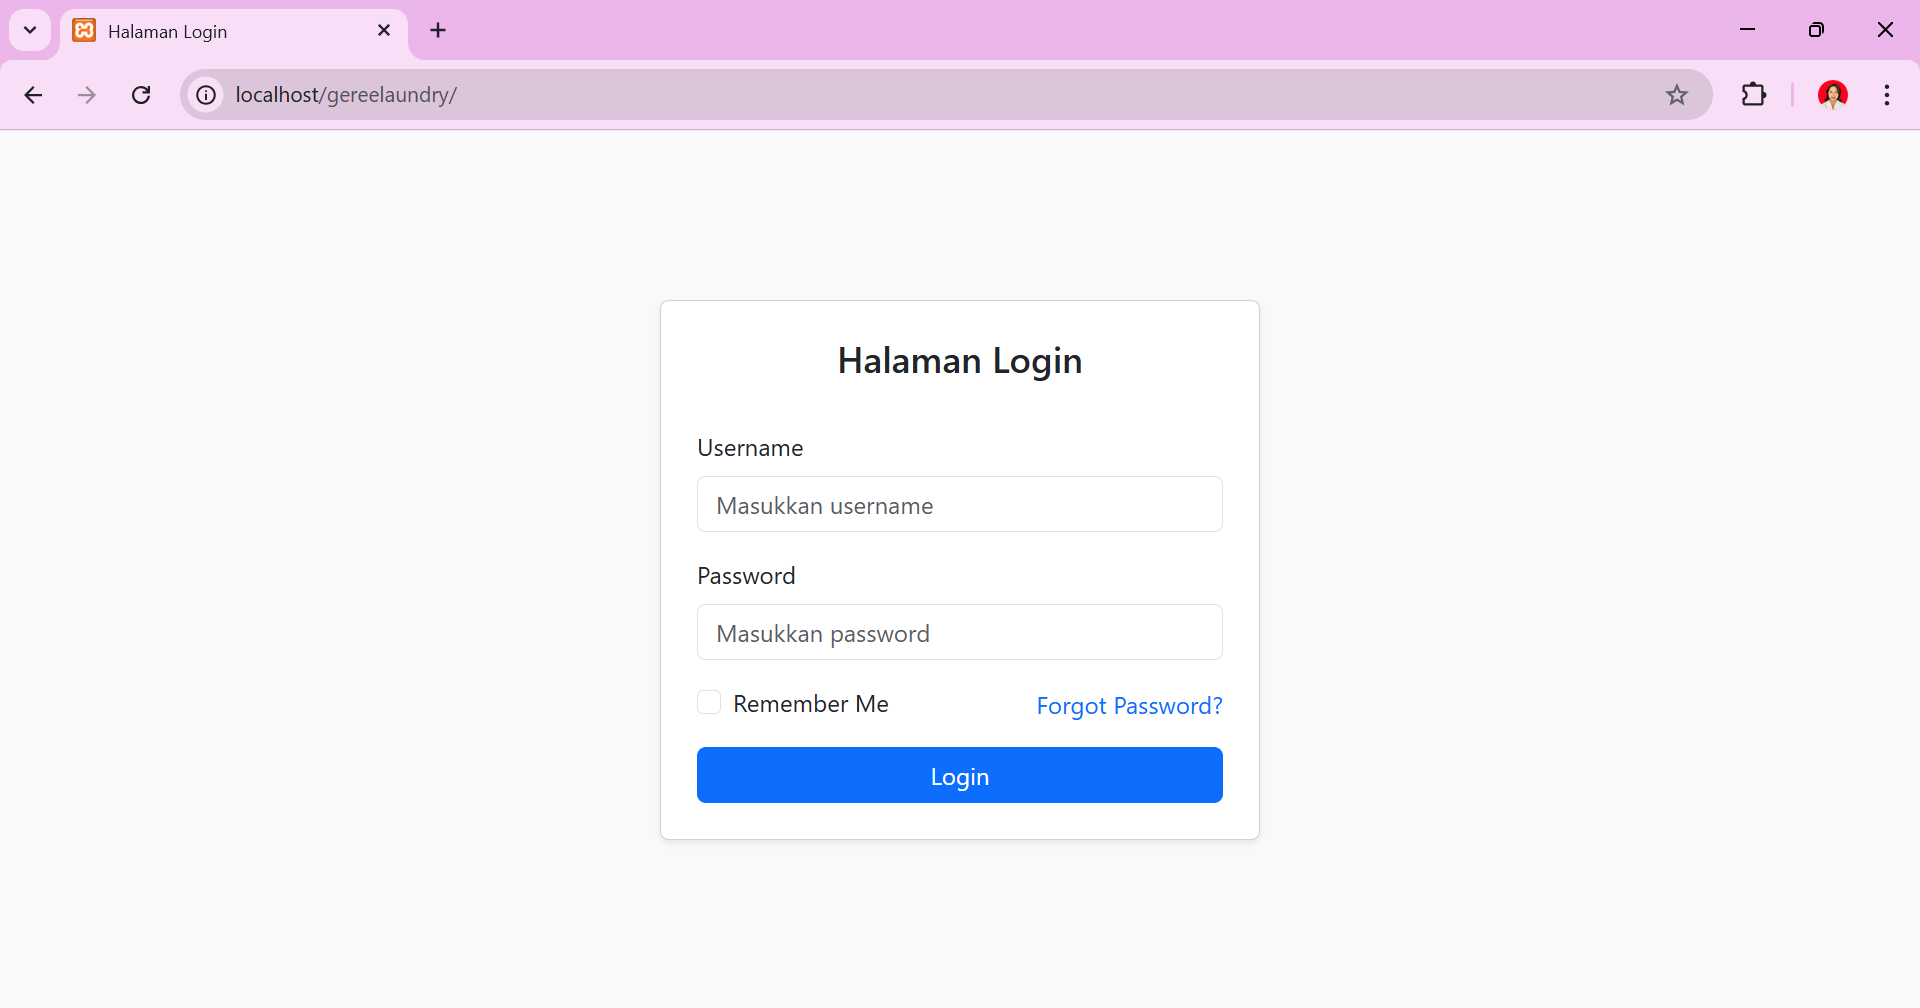 Halaman Login
localhost/gereelaundry/
Halaman Login
Username
Masukkan username
Password
Masukkan password
Remember Me
Forgot Password?
Login